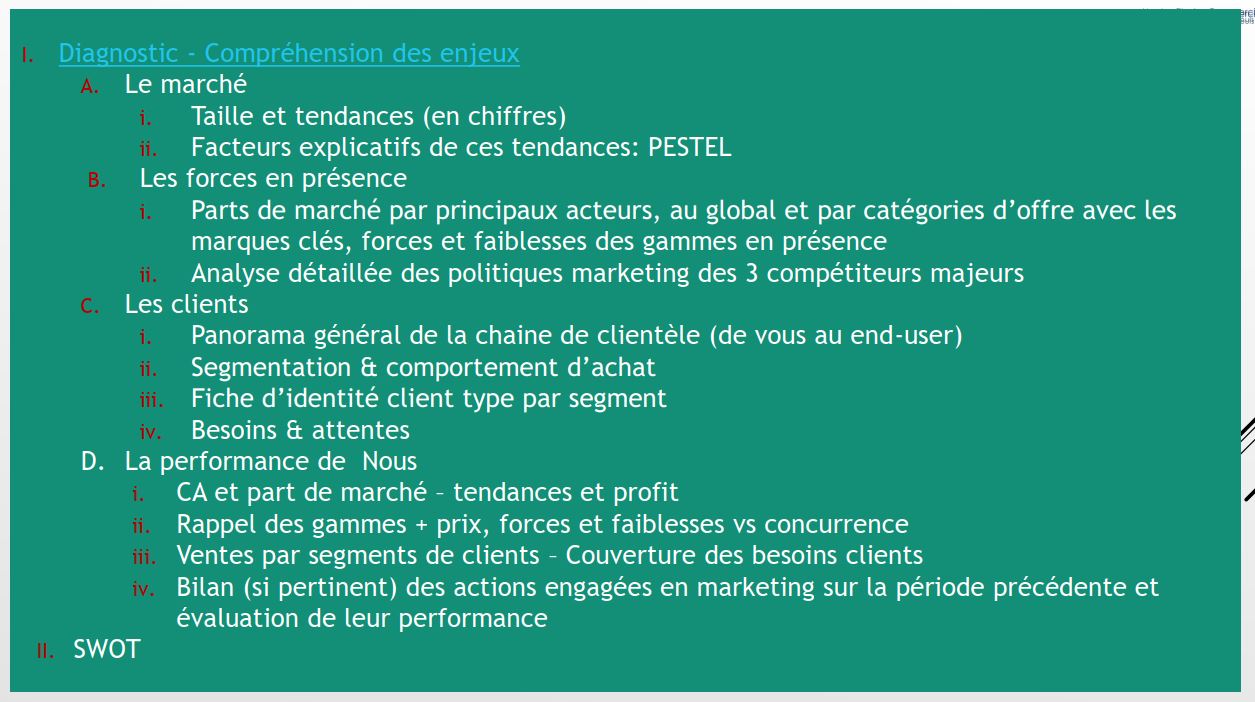 I. Diagnostic - Compréhension des enjeux
A. Le marché
i. Taille et tendances (en chiffres)
ii. Facteurs explicatifs de ces tendances: PESTEL
B. Les forces en présence
i. Parts de marché par principaux acteurs, au global et par catégories d’offre avec les
marques clés, forces et faiblesses des gammes en présence
ii. Analyse détaillée des politiques marketing des 3 compétiteurs majeurs
C. Les clients
i. Panorama général de la chaine de clientèle (de vous au end-user)
ii. Segmentation & comportement d’achat
iii. Fiche d’identité client type par segment
iv. Besoins & attentes
D. La performance de Nous
i. CA et part de marché – tendances et profit
ii. Rappel des gammes + prix, forces et faiblesses vs concurrence
iii. Ventes par segments de clients – Couverture des besoins clients
iv. Bilan (si pertinent) des actions engagées en marketing sur la période précédente et
évaluation de leur performance
II. SWOT